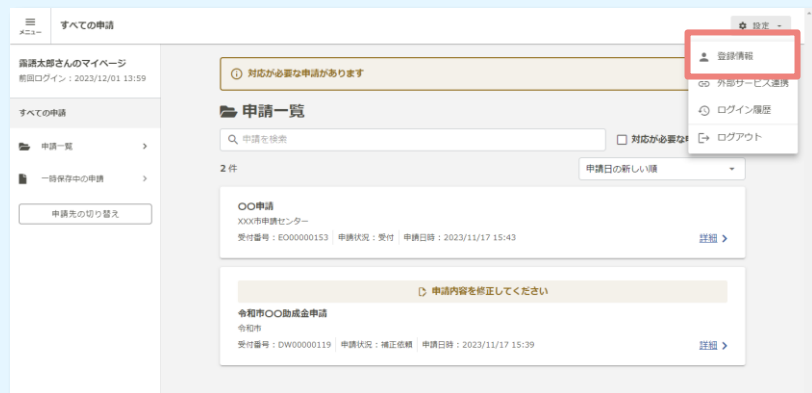 メニュー
すべての申請
設定
露語太郎さんのマイページ
前回ログイン：2023/12/01 13:59
すべての申請
申請一覧
一時保存中の申請
申請先の切り替え
登録情報
外部サービス連携
ログイン履歴
ログアウト
対応が必要な申請があります
申請一覧
申請を検索
対応が必要な申
2 件
申請日の新しい順
〇〇申請
XXX市申請センター
受付番号：EO00000153 申請状況：受付 申請日時：2023/11/17 15:43
詳細
申請内容を修正してください
令和市〇〇助成金申請
令和市
受付番号：DW00000119 申請状況：補正依頼 申請日時：2023/11/17 15:39
詳細